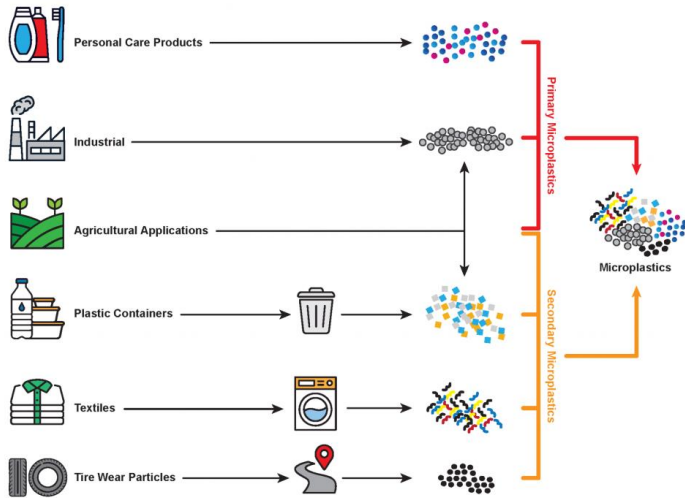 Personal Care Products
Primary Microplastics
Industrial
Agricultural Applications
Microplastics
Plastic Containers
Secondary Microplastics
Textiles
Tire Wear Particles